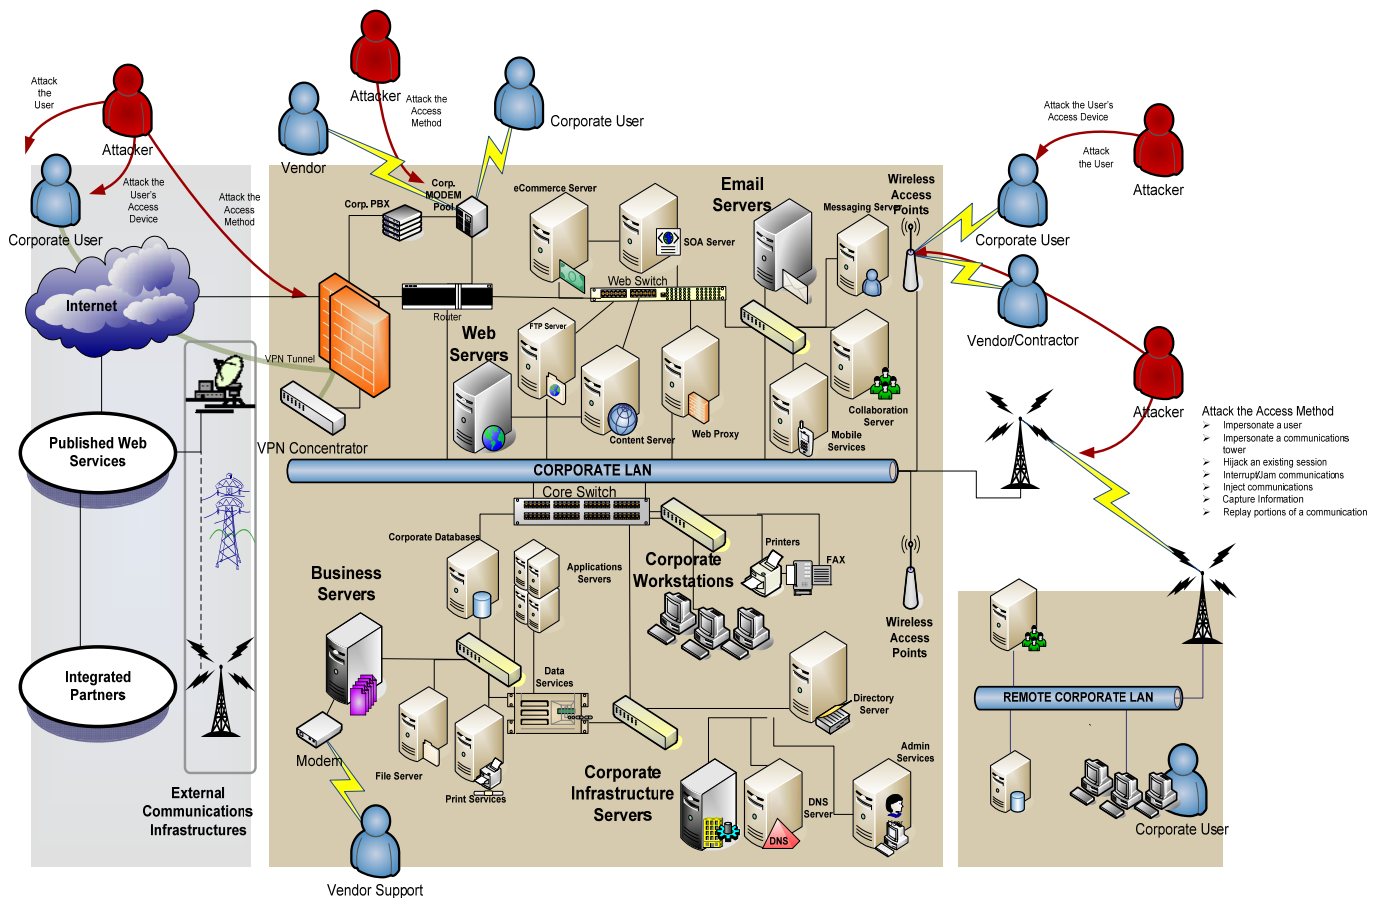 Attack
the
User
Attacker
Corporate User
Attack the
User's
Access
Device
Attack the
Access
Method
Internet
VPN Tunnel
VPN Concentrator
Published Web
Services
Integrated
Partners
External
Communications
Infrastructures
Attacker
Attack the
Access
Method
Vendor
Corporate User
Corp.
MODEM
Pool
Corp. PBX
Router
eCommerce Server
SOA Server
Web Switch
Email
Servers
Messaging Server
Wireless
Access
Points
Web
Servers
FTP Server
Content Server
Web Proxy
Mobile
Services
Collaboration
Server
CORPORATE LAN
Core Switch
Corporate Databases
Applications
Servers
Business
Servers
Corporate
Workstations
Printers
FAX
Wireless
Access
Points
Data
Services
Modem
File Server
Print Services
Vendor Support
Directory
Server
Corporate
Infrastructure
Servers
DNS
DNS
Server
Admin
Services
Attack the User's
Access Device
Attack
the User
Attacker
Corporate User
Vendor/Contractor
Attacker
Attack the Access Method
➢ Impersonate a user
➢ Impersonate a communications
tower
➢ Hijack an existing session
➢ Interrupt/Jam communications
➢ Inject communications
➢ Capture Information
➢ Replay portions of a communication
REMOTE CORPORATE LAN
Corporate User